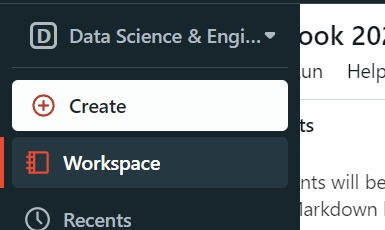 D Data Science & Engi...
ook 202
Create
un Help
ts
Workspace
nts will be
Markdown
Recents